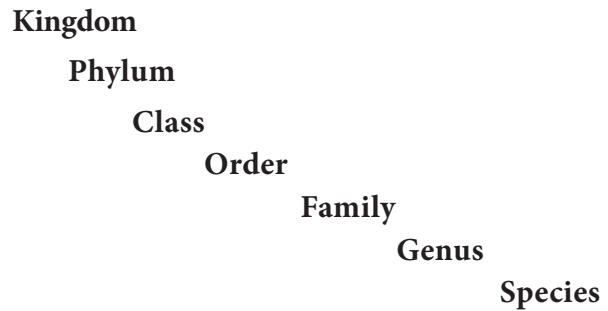 Kingdom
Phylum
Class
Order
Family
Genus
Species